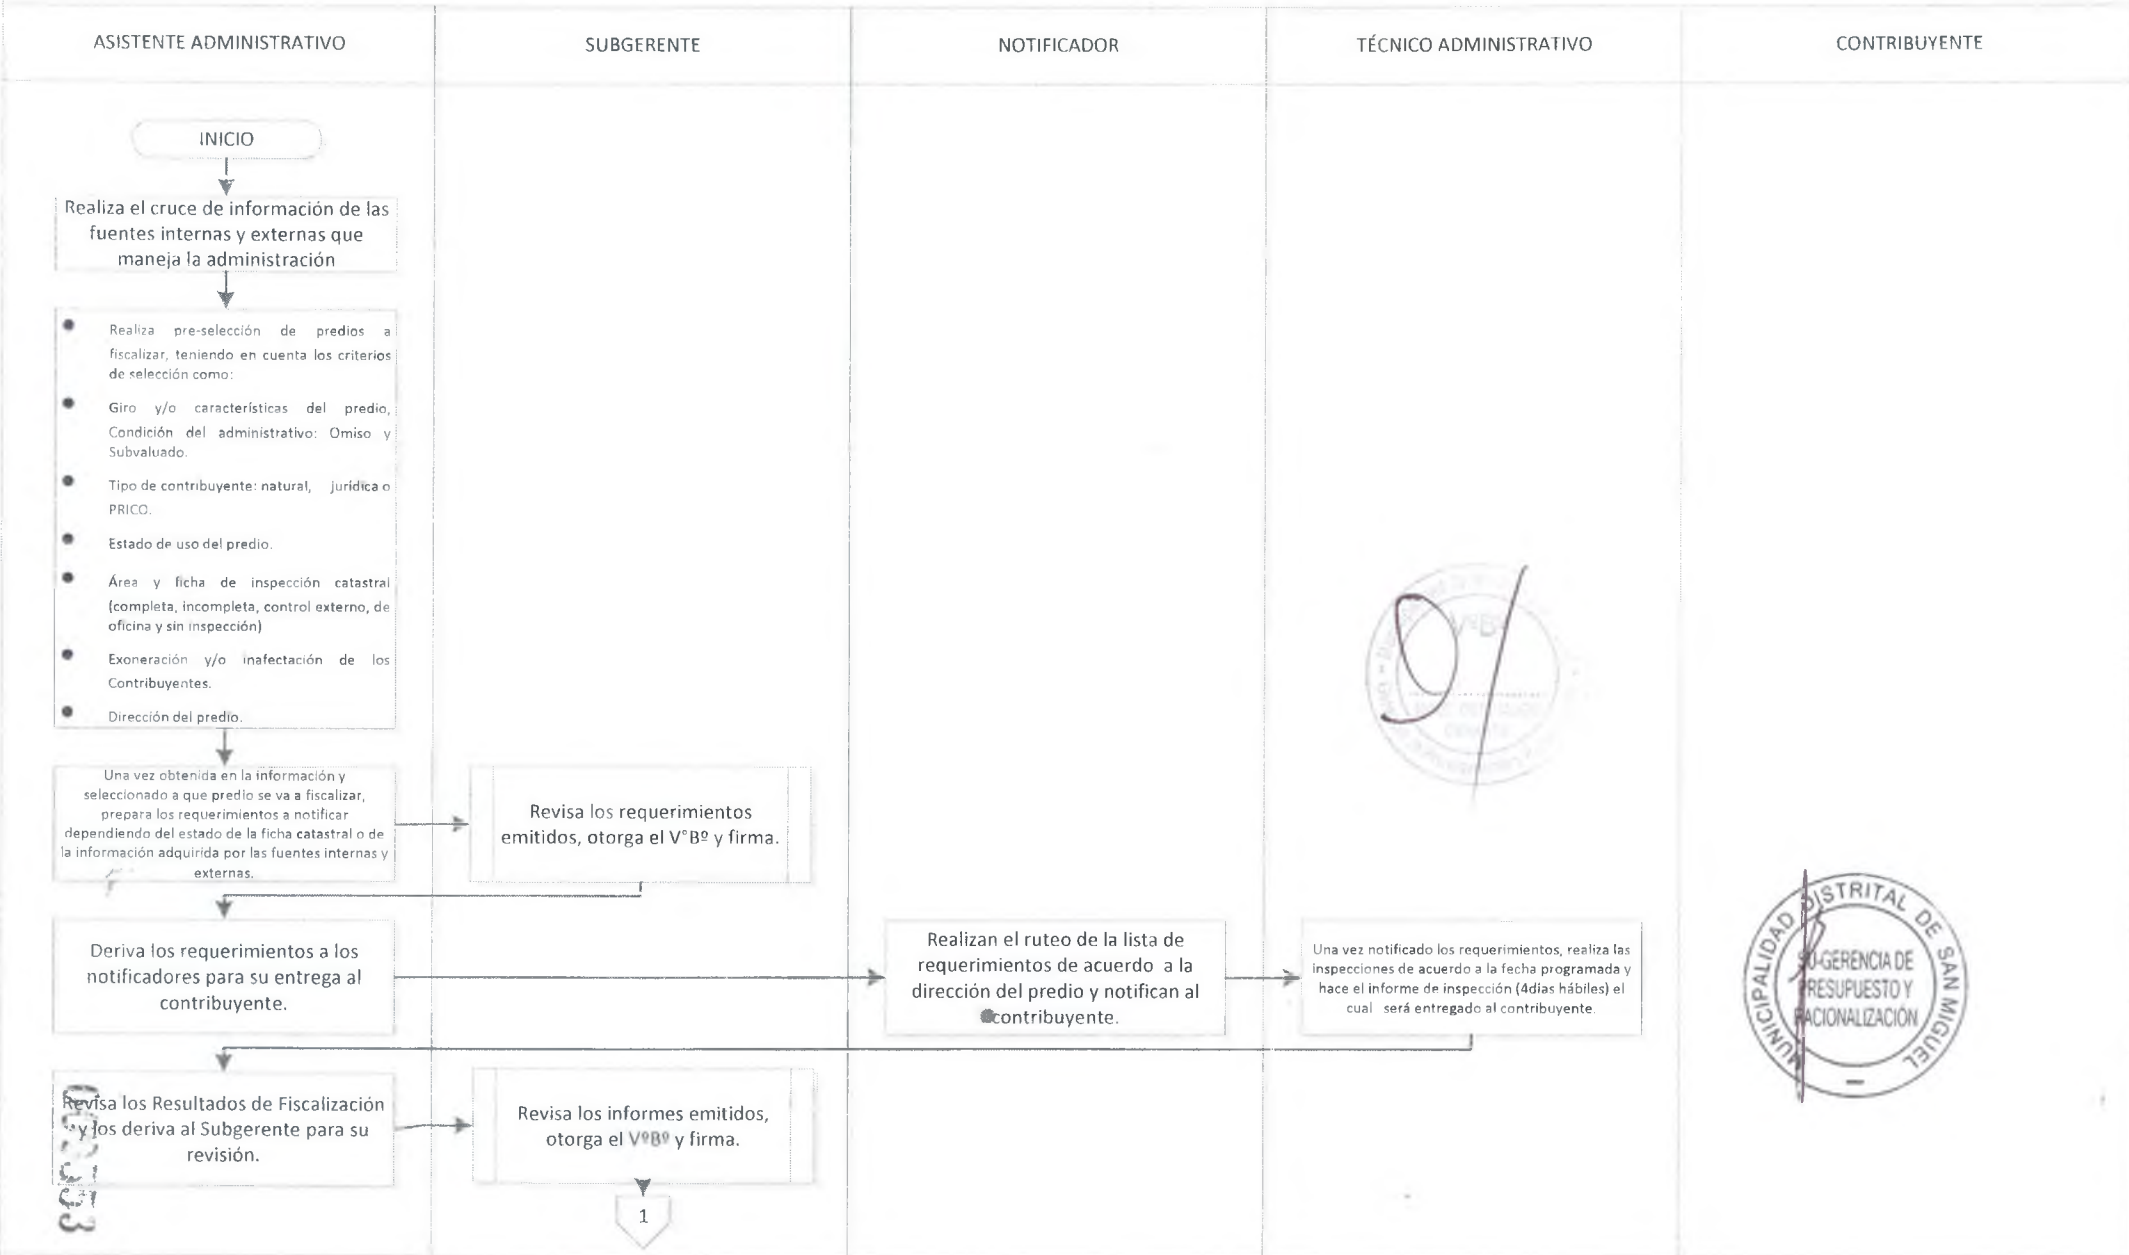 ASISTENTE ADMINISTRATIVO
SUBGERENTE
NOTIFICADOR
TÉCNICO ADMINISTRATIVO
CONTRIBUYENTE
INICIO
Realiza el cruce de información de las
fuentes internas y externas que
maneja la administración
Realiza pre-selección de predios a
fiscalizar, teniendo en cuenta los criterios
de selección como:
Giro y/o características del predio,
Condición del administrativo: Omiso y
Subvaluado.
Tipo de contribuyente: natural, jurídica o
PRICO.
Estado de uso del predio.
Área y ficha de inspección catastral
(completa, incompleta, control externo, de
oficina y sin inspección)
Exoneración y/o inafectación de los
Contribuyentes.
Dirección del predio.
Una vez obtenida en la información y
seleccionado a que predio se va a fiscalizar,
prepara los requerimientos a notificar
dependiendo del estado de la ficha catastral o de
la información adquirida por las fuentes internas y
externas.
Revisa los requerimientos
emitidos, otorga el V°Bº y firma.
Deriva los requerimientos a los
notificadores para su entrega al
contribuyente.
Realizan el ruteo de la lista de
requerimientos de acuerdo a la
dirección del predio y notifican al
contribuyente.
Una vez notificado los requerimientos, realiza las
inspecciones de acuerdo a la fecha programada y
hace el informe de inspección (4días hábiles) el
cual será entregado al contribuyente.
MUNICIPALIDAD DISTRITAL DE SAN MIGUEL
SU-GERENCIA DE
PRESUPUESTO Y
RACIONALIZACIÓN
Revisa los Resultados de Fiscalización
y los deriva al Subgerente para su
revisión.
Revisa los informes emitidos,
otorga el VºBº y firma.
1